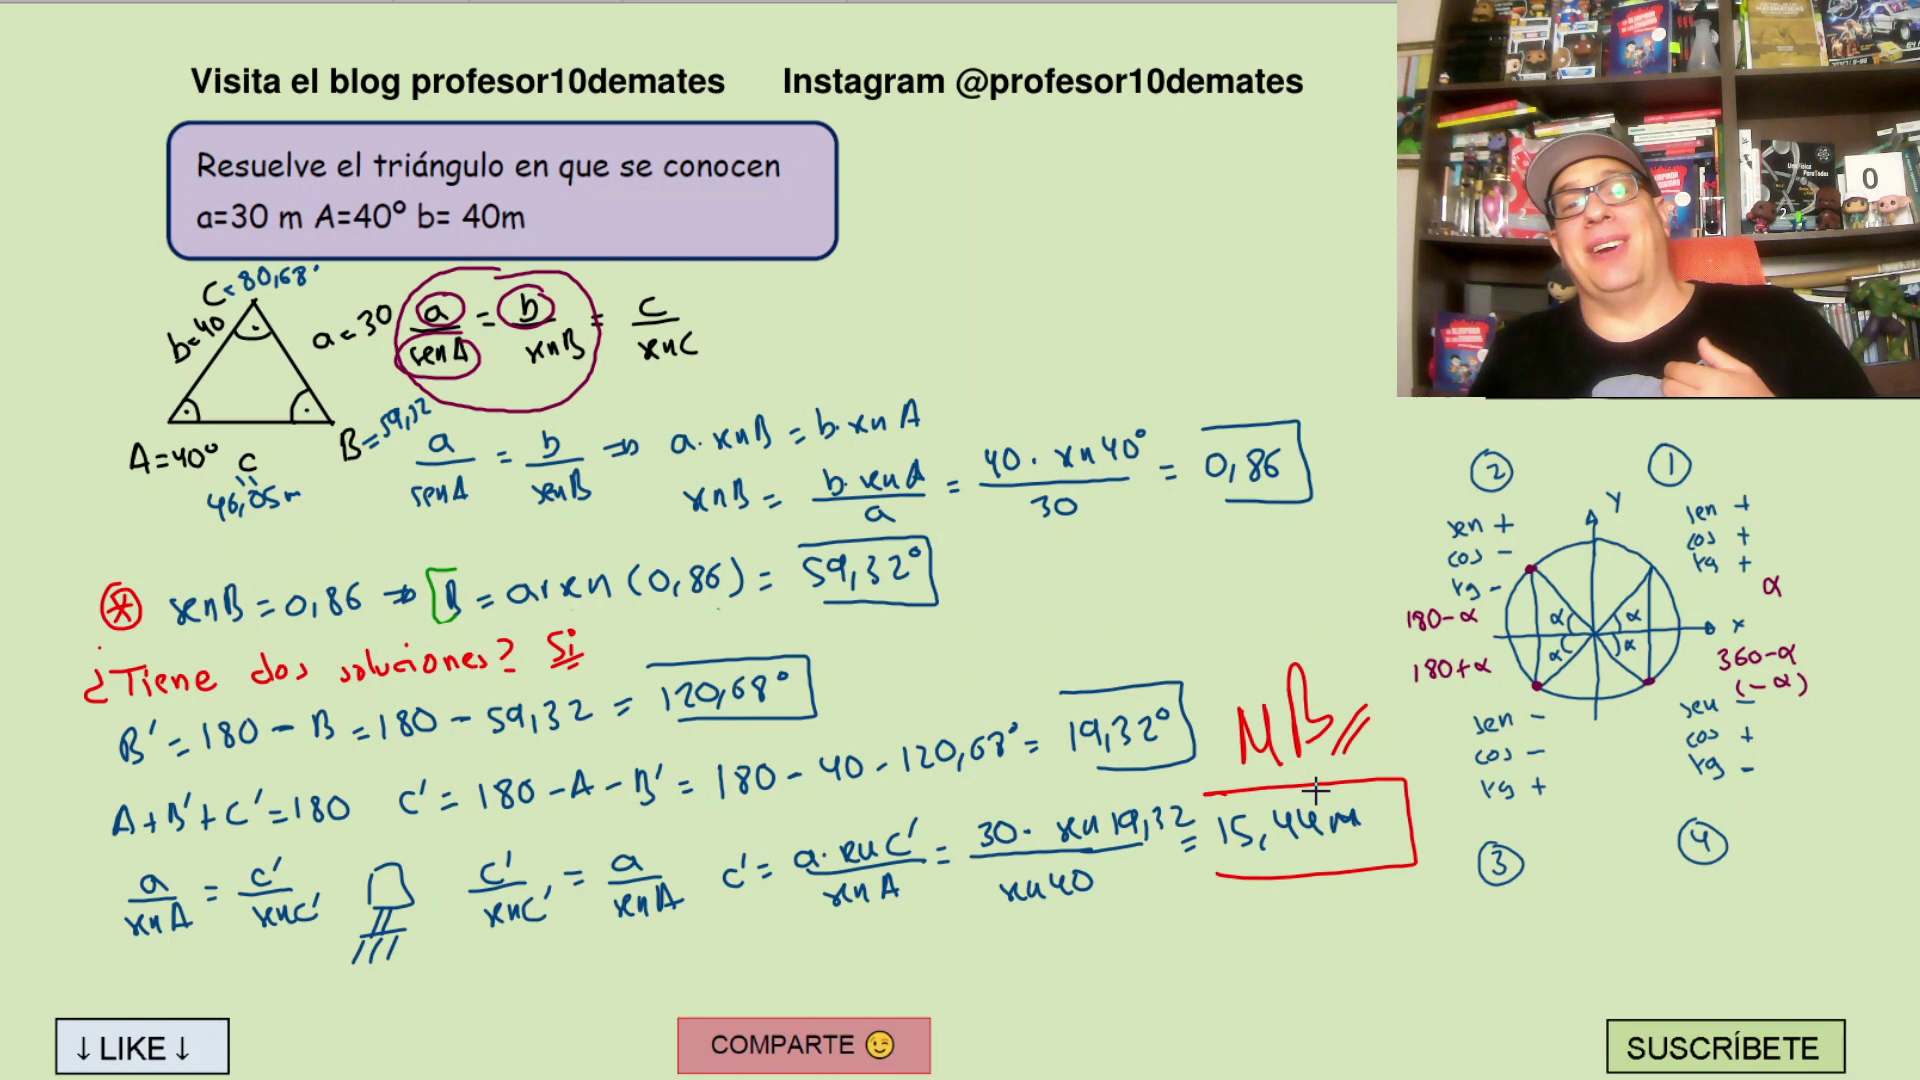 Visita el blog profesor10demates Instagram @profesor10demates
Resuelve el triángulo en que se conocen
a=30 m A=40º b= 40m
C=80,68°
b=40
a=30
a/senA = b/senB = c/senC
A=40°
c
46,05m
B=59,32
a/senA = b/senB ⇒ a·senB = b·senA
senB = b·senA/a = 40·sen40°/30 = 0,86
* senB = 0,86 ⇒ B = arsen(0,86) = 59,32°
¿Tiene dos soluciones? Si
B' = 180 - B = 180 - 59,32 = 120,68°
A+B'+C'=180 C' = 180 - A - B' = 180 - 40 - 120,68° = 19,32°
MB
a/senA = c'/senC' c'/senC' = a/senA c' = a·senC'/senA = 30·sen19,32/sen40 = 15,44m
2 1
Y
sen + sen +
cos - cos +
tg - tg +
α
180-α α α x
180+α α α 360-α
(-α)
sen - sen -
cos - cos +
tg + tg -
3 4
↓ LIKE ↓
COMPARTE
SUSCRÍBETE
0